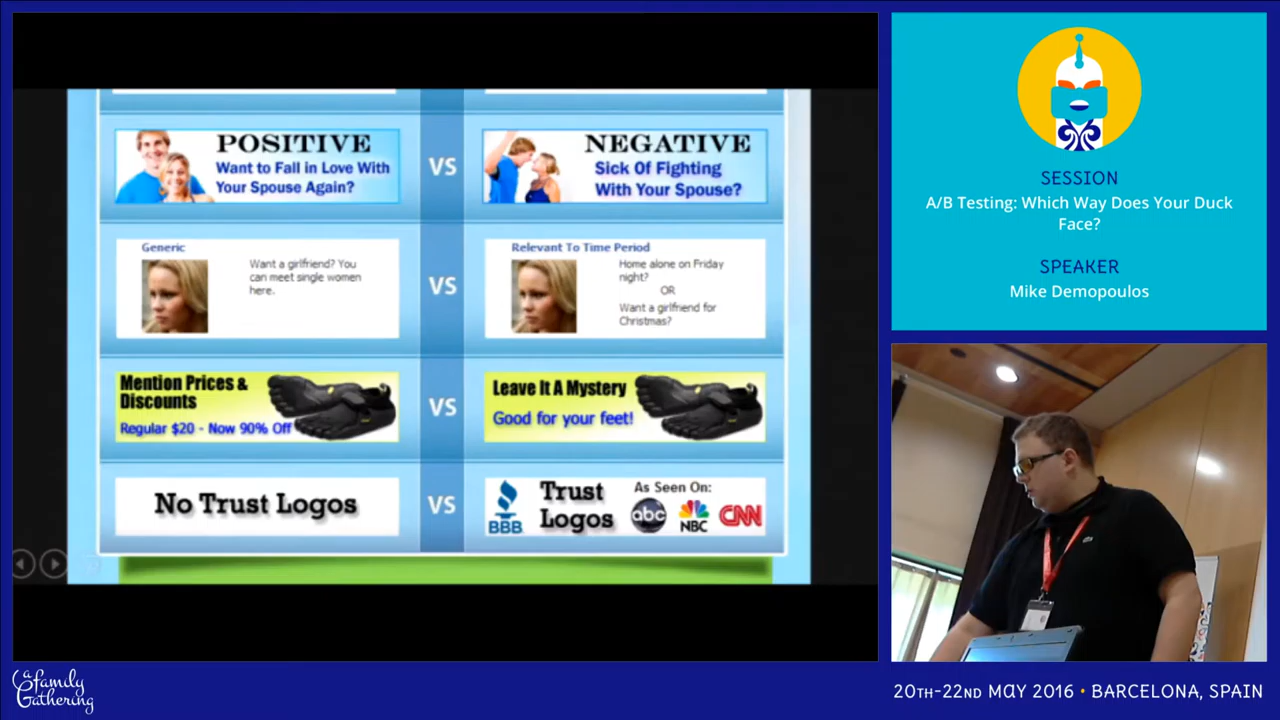 POSITIVE
Want to Fall in Love With
Your Spouse Again?
VS
NEGATIVE
Sick Of Fighting
With Your Spouse?
Generic
Want a girlfriend? You
can meet single women
here.
VS
Relevant To Time Period
Home alone on Friday
night?
OR
Want a girlfriend for
Christmas?
Mention Prices &
Discounts
Regular $20 - Now 90% Off
VS
Leave It A Mystery
Good for your feet!
No Trust Logos
VS
BBB
Trust
Logos
As Seen On:
abc
NBC
CNN
SESSION
A/B Testing: Which Way Does Your Duck
Face?
SPEAKER
Mike Demopoulos
a family
Gathering
20TH-22ND MAY 2016 • BARCELONA, SPAIN